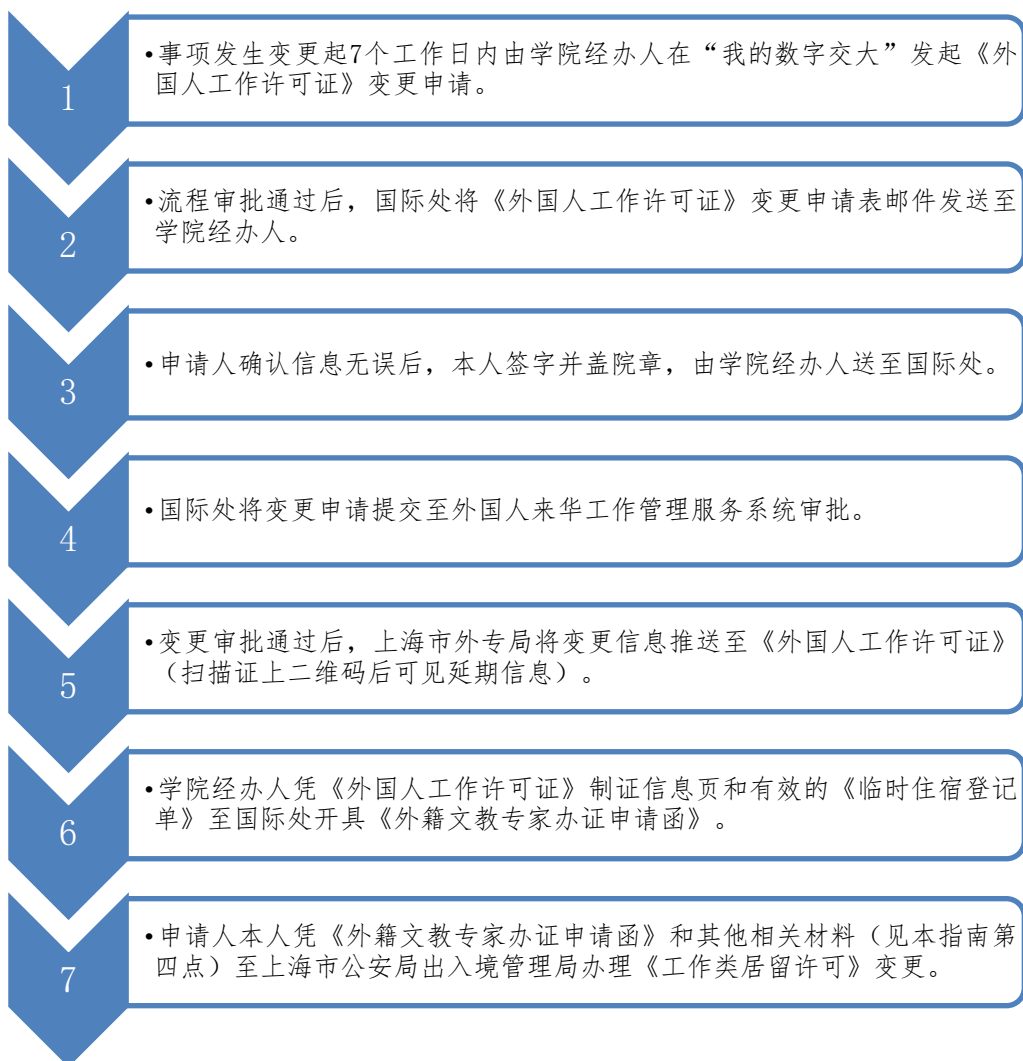 1
•事项发生变更起7个工作日内由学院经办人在“我的数字交大”发起《外
国人工作许可证》变更申请。
2
•流程审批通过后，国际处将《外国人工作许可证》变更申请表邮件发送至
学院经办人。
3
•申请人确认信息无误后，本人签字并盖院章，由学院经办人送至国际处。
4
•国际处将变更申请提交至外国人来华工作管理服务系统审批。
5
•变更审批通过后，上海市外专局将变更信息推送至《外国人工作许可证》
（扫描证上二维码后可见延期信息）。
6
•学院经办人凭《外国人工作许可证》制证信息页和有效的《临时住宿登记
单》至国际处开具《外籍文教专家办证申请函》。
7
•申请人本人凭《外籍文教专家办证申请函》和其他相关材料（见本指南第
四点）至上海市公安局出入境管理局办理《工作类居留许可》变更。